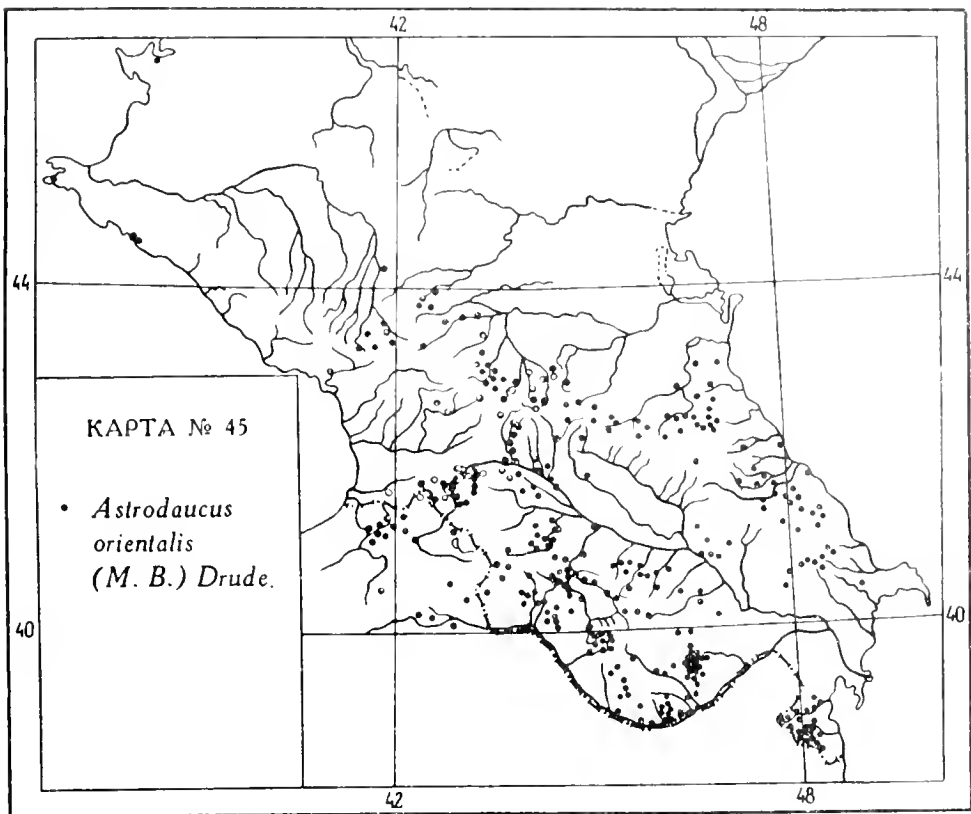 42 48
44 44
КАРТА № 45
• Astrodaucus
orientalis
(M. B.) Drude.
40 40
42 48